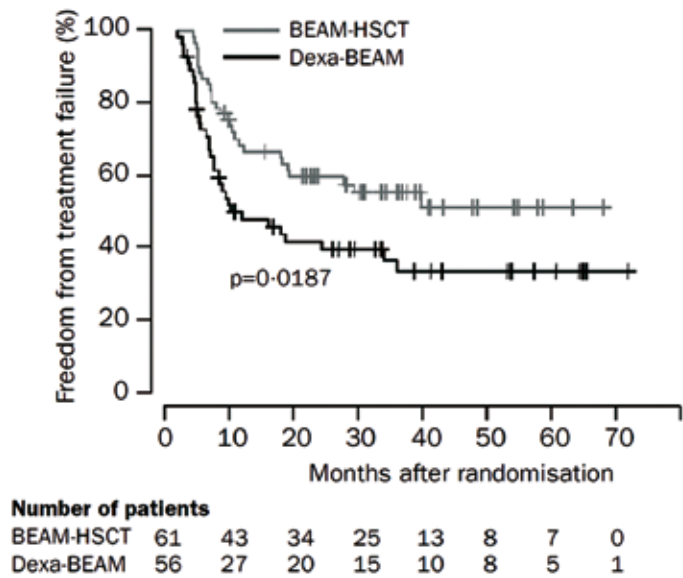 Freedom from treatment failure (%)
100
80
60
40
20
0
BEAM-HSCT
Dexa-BEAM
p=0·0187
0 10 20 30 40 50 60 70
Months after randomisation
Number of patients
BEAM-HSCT 61 43 34 25 13 8 7 0
Dexa-BEAM 56 27 20 15 10 8 5 1